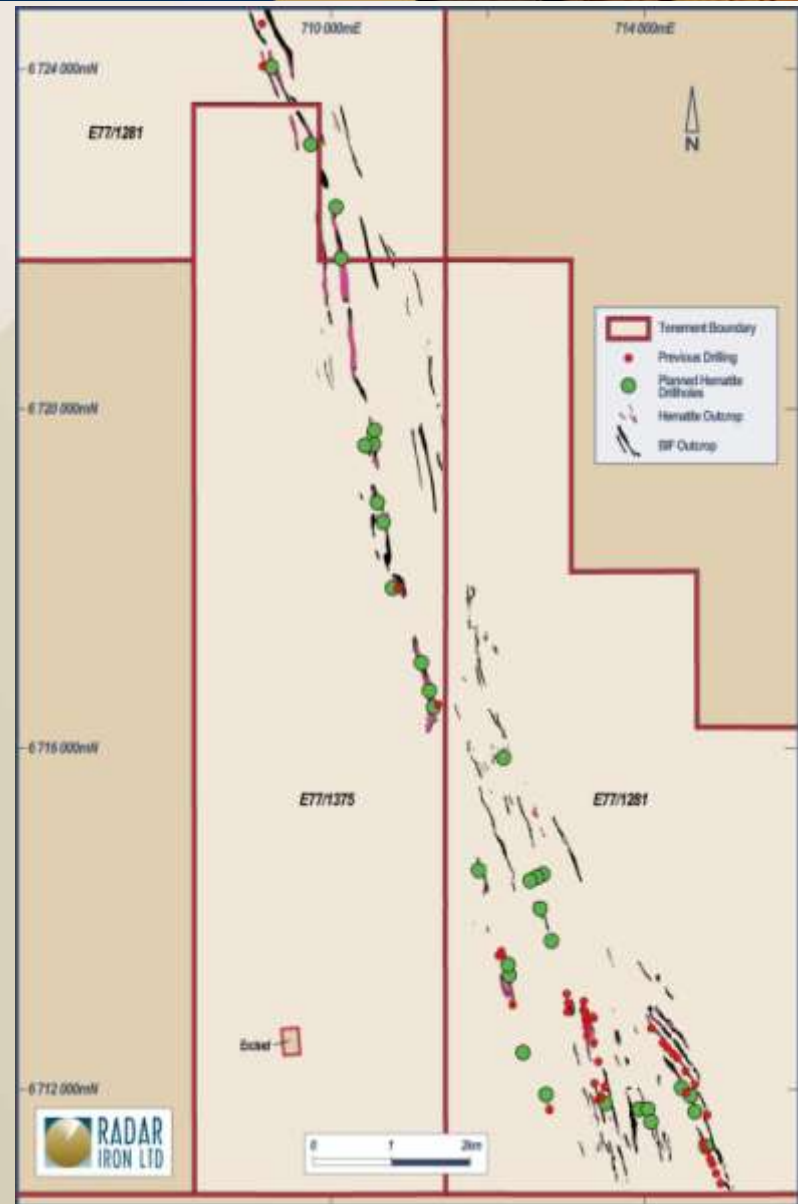 710 000mE
714 000mE
6 724 000mN
E77/1281
N
Tenement Boundary
Previous Drilling
Planned Hematite
Drillholes
Hematite Outcrop
BIF Outcrop
6 720 000mN
6 716 000mN
E77/1375
E77/1281
6 712 000mN
RADAR
IRON LTD
0
1
2km